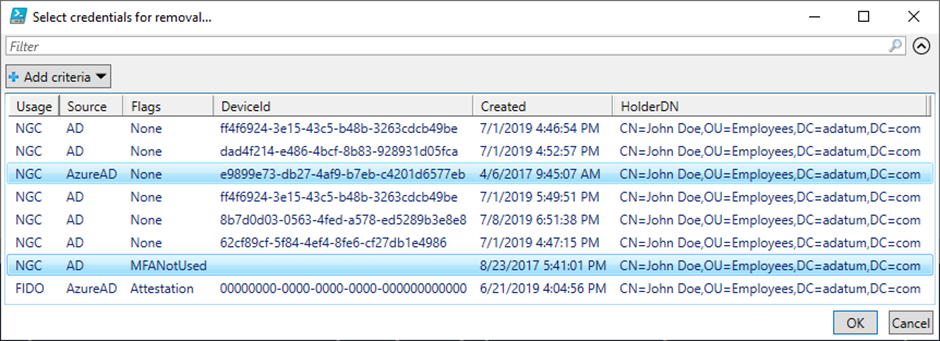 Select credentials for removal...
Filter
Add criteria
Usage Source Flags DeviceId Created HolderDN
NGC AD None ff4f6924-3e15-43c5-b48b-3263cdcb49be 7/1/2019 4:46:54 PM CN=John Doe,OU=Employees,DC=adatum,DC=com
NGC AD None dad4f214-e486-4bcf-8b83-928931d05fca 7/1/2019 4:52:57 PM CN=John Doe,OU=Employees,DC=adatum,DC=com
NGC AzureAD None e9899e73-db27-4af9-b7eb-c4201d6577eb 4/6/2017 9:45:07 AM CN=John Doe,OU=Employees,DC=adatum,DC=com
NGC AD None ff4f6924-3e15-43c5-b48b-3263cdcb49be 7/1/2019 5:49:51 PM CN=John Doe,OU=Employees,DC=adatum,DC=com
NGC AD None 8b7d0d03-0563-4fed-a578-ed5289b3e8e8 7/8/2019 6:51:38 PM CN=John Doe,OU=Employees,DC=adatum,DC=com
NGC AD None 62cf89cf-5f84-4ef4-8fe6-cf27db1e4986 7/1/2019 4:47:15 PM CN=John Doe,OU=Employees,DC=adatum,DC=com
NGC AD MFANotUsed 8/23/2017 5:41:01 PM CN=John Doe,OU=Employees,DC=adatum,DC=com
FIDO AzureAD Attestation 00000000-0000-0000-0000-000000000000 6/21/2019 4:04:56 PM CN=John Doe,OU=Employees,DC=adatum,DC=com
OK Cancel